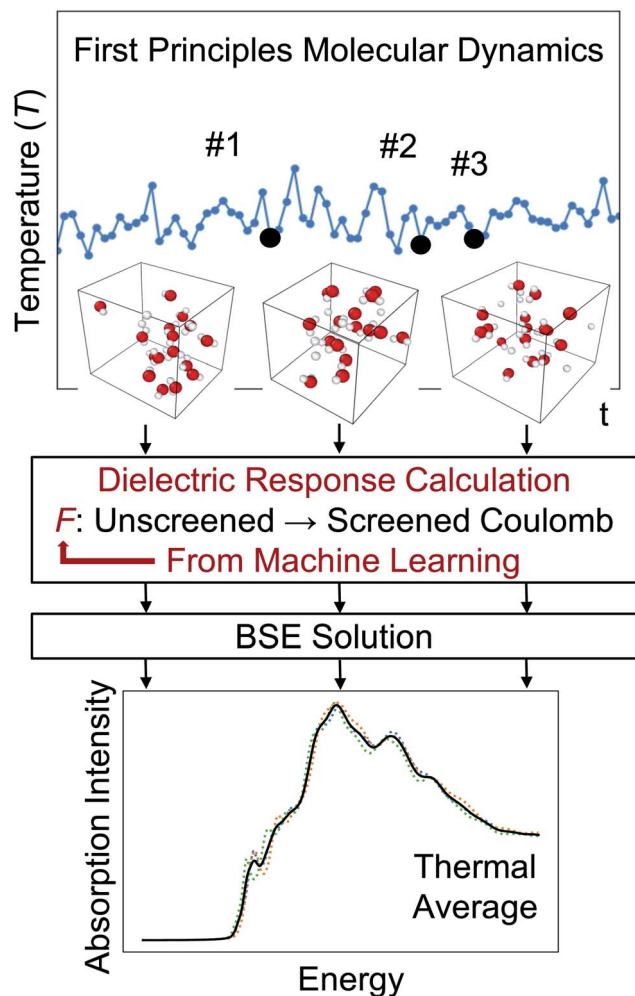 First Principles Molecular Dynamics
Temperature (T)
#1
#2
#3
t
Dielectric Response Calculation
F: Unscreened → Screened Coulomb
From Machine Learning
BSE Solution
Absorption Intensity
Thermal
Average
Energy